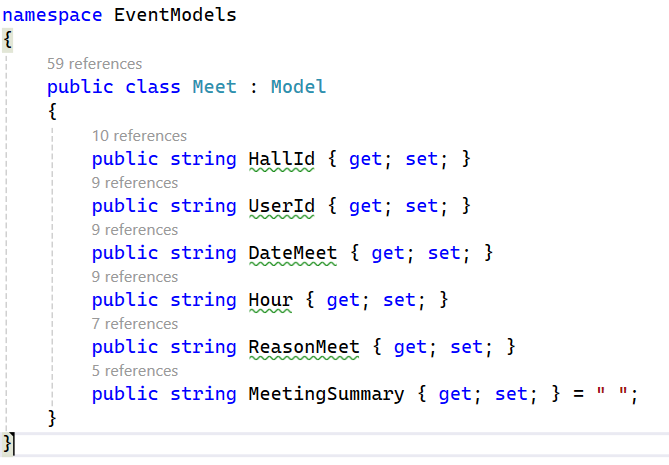 namespace EventModels
{
59 references
public class Meet : Model
{
10 references
public string HallId { get; set; }
9 references
public string UserId { get; set; }
9 references
public string DateMeet { get; set; }
9 references
public string Hour { get; set; }
7 references
public string ReasonMeet { get; set; }
5 references
public string MeetingSummary { get; set; } = " ";
}
}